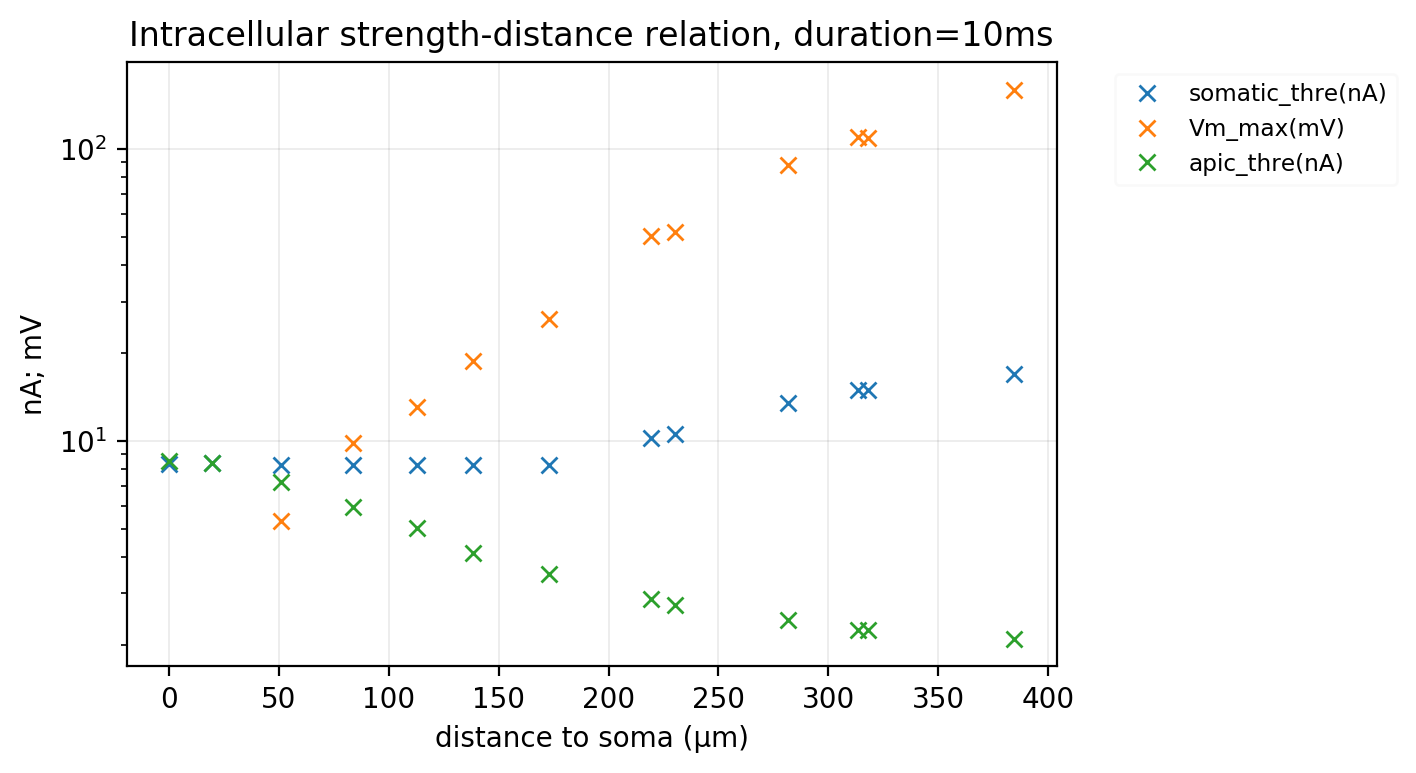 Intracellular strength-distance relation, duration=10ms
somatic_thre(nA)
Vm_max(mV)
apic_thre(nA)
10²
10¹
nA; mV
0 50 100 150 200 250 300 350 400
distance to soma (µm)